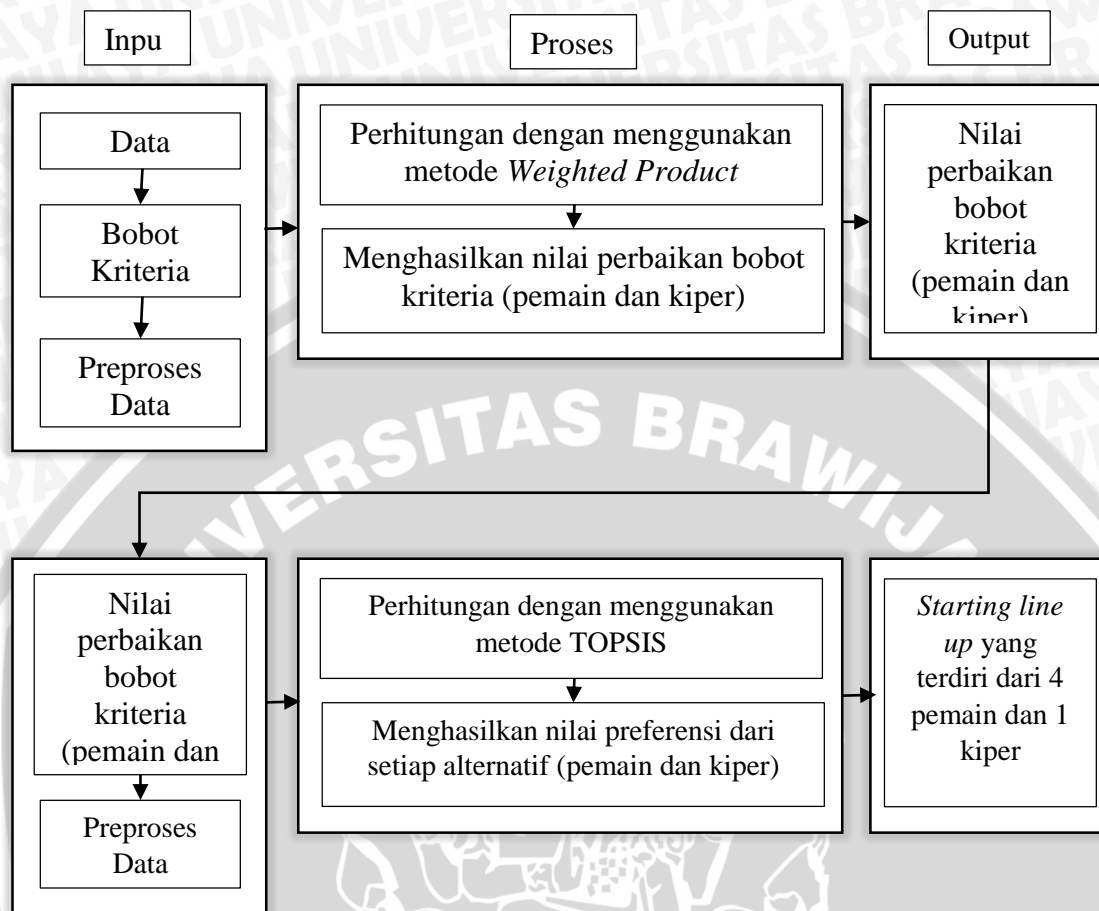 Inpu
Proses
Output
Data
Bobot
Kriteria
Preproses
Data
Perhitungan dengan menggunakan
metode Weighted Product
Menghasilkan nilai perbaikan bobot
kriteria (pemain dan kiper)
Nilai
perbaikan
bobot
kriteria
(pemain dan
kiper)
Nilai
perbaikan
bobot
kriteria
(pemain dan
Preproses
Data
Perhitungan dengan menggunakan
metode TOPSIS
Menghasilkan nilai preferensi dari
setiap alternatif (pemain dan kiper)
Starting line
up yang
terdiri dari 4
pemain dan 1
kiper
VERSITAS BRAWIJA